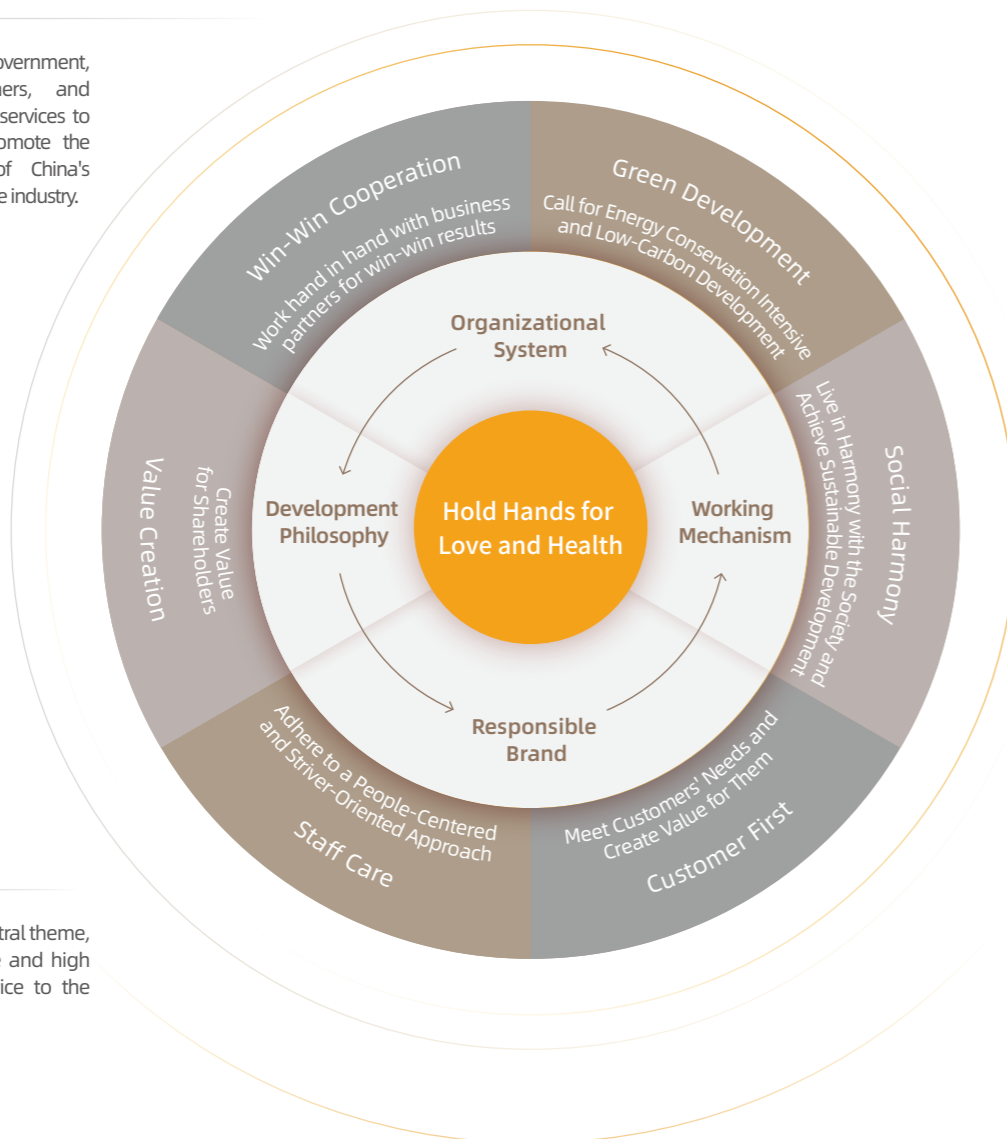 overnment,
and
services to
omote the
of China's
e industry.
Win-Win Cooperation
Work hand in hand with business
partners for win-win results
Green Development
Call for Energy Conservation Intensive
and Low-Carbon Development
Social Harmony
Live in Harmony with the Society and
Achieve Sustainable Development
Customer First
Meet Customers' Needs and
Create Value for Them
Staff Care
Adhere to a People-Centered
and Striver-Oriented Approach
Value Creation
Create Value
for Shareholders
Organizational
System
Development
Philosophy
Hold Hands for
Love and Health
Working
Mechanism
Responsible
Brand
tral theme,
and high
ice to the